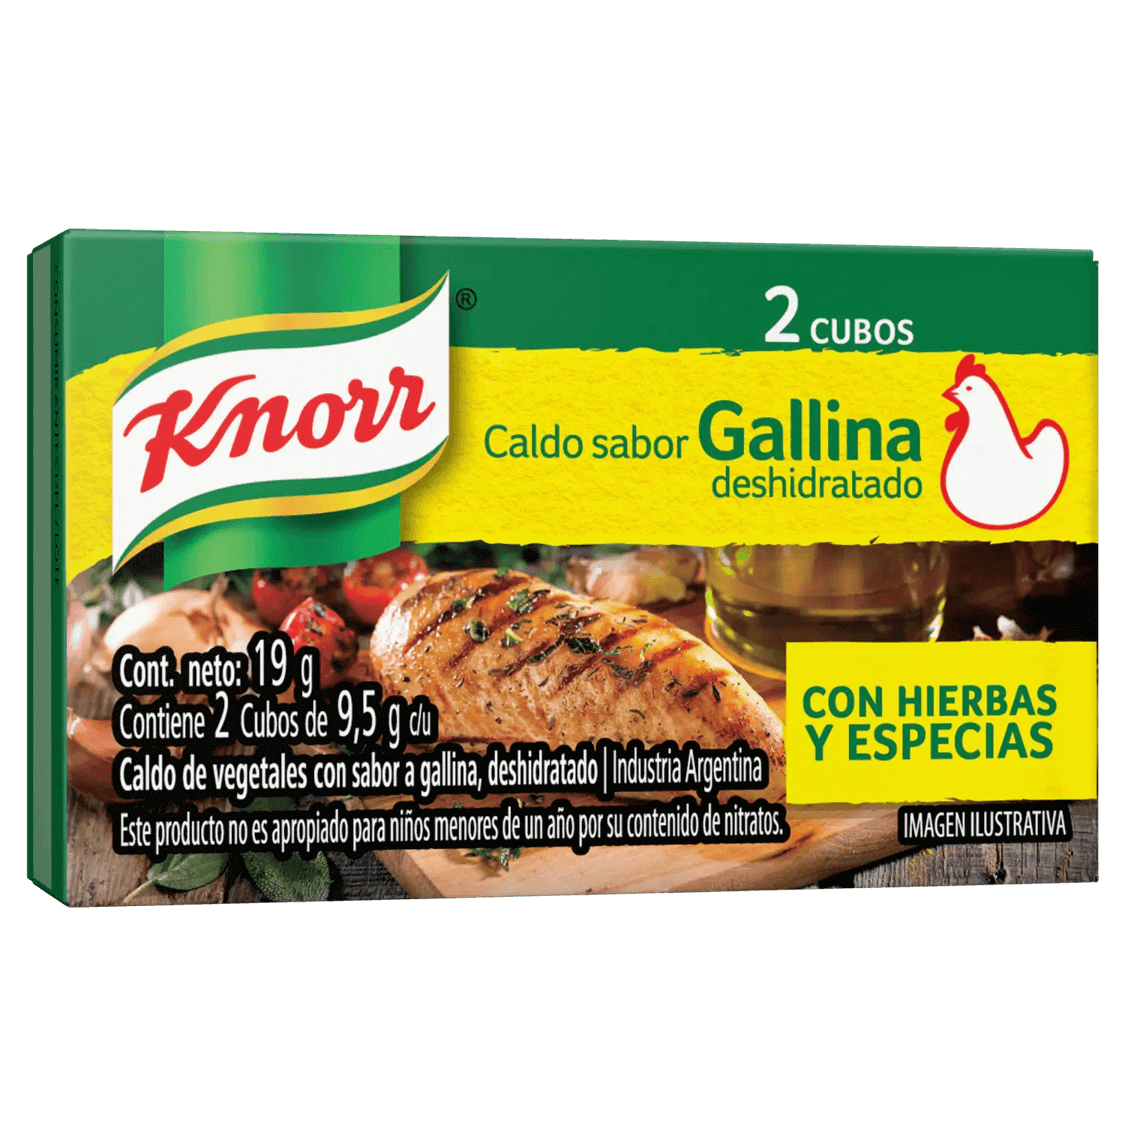 Knorr
®
2 CUBOS
Caldo sabor Gallina
deshidratado
Cont. neto: 19 g
Contiene 2 Cubos de 9,5 g c/u
Caldo de vegetales con sabor a gallina, deshidratado | Industria Argentina
Este producto no es apropiado para niños menores de un año por su contenido de nitratos.
CON HIERBAS
Y ESPECIAS
IMAGEN ILUSTRATIVA